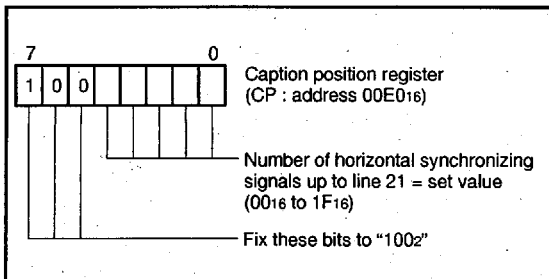 7 0
1 0 0
Caption position register
(CP : address 00E016)
Number of horizontal synchronizing
signals up to line 21 = set value
(0016 to 1F16)
Fix these bits to “1002”